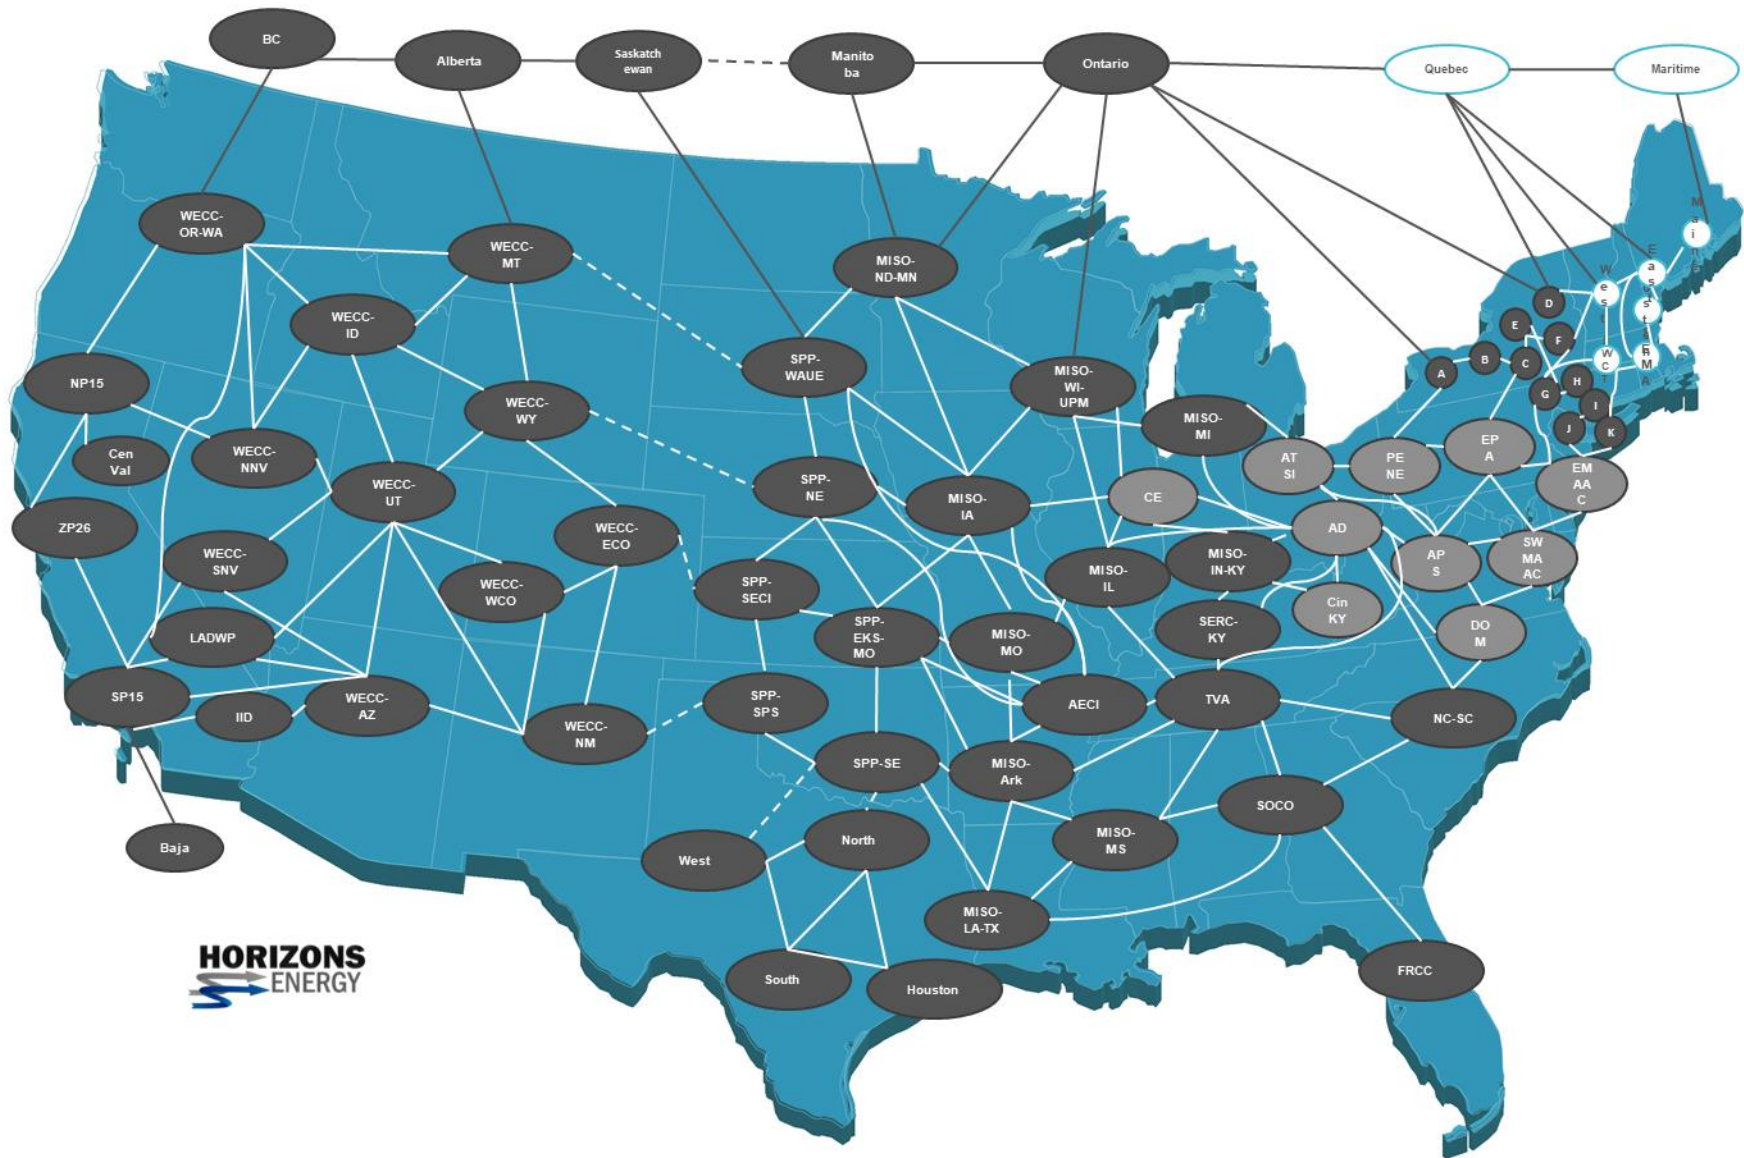 BC
Alberta
Saskatch
ewan
Manito
ba
Ontario
Quebec
Maritime
WECC-
OR-WA
WECC-
MT
MISO-
ND-MN
Maine
WECC-
ID
SPP-
WAUE
MISO-
WI-
UPM
West
D
E
F
NP15
WECC-
WY
MISO-
MI
A
B
C
G
H
I
J
K
Cen
Val
WECC-
NNV
WECC-
UT
SPP-
NE
MISO-
IA
CE
AT
SI
PE
NE
EP
A
EM
AA
C
ZP26
WECC-
SNV
WECC-
ECO
WECC-
WCO
SPP-
SECI
MISO-
IL
MISO-
IN-KY
AD
AP
S
SW
MA
AC
LADWP
SPP-
EKS-
MO
MISO-
MO
SERC-
KY
Cin
KY
DO
M
SP15
IID
WECC-
AZ
WECC-
NM
SPP-
SPS
AECI
TVA
NC-SC
SPP-SE
MISO-
Ark
SOCO
Baja
West
North
MISO-
MS
MISO-
LA-TX
South
Houston
FRCC
HORIZONS
ENERGY